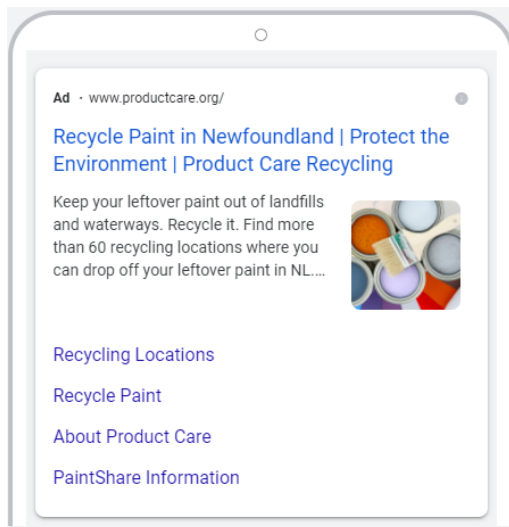 Ad · www.productcare.org/
Recycle Paint in Newfoundland | Protect the
Environment | Product Care Recycling
Keep your leftover paint out of landfills
and waterways. Recycle it. Find more
than 60 recycling locations where you
can drop off your leftover paint in NL....
Recycling Locations
Recycle Paint
About Product Care
PaintShare Information